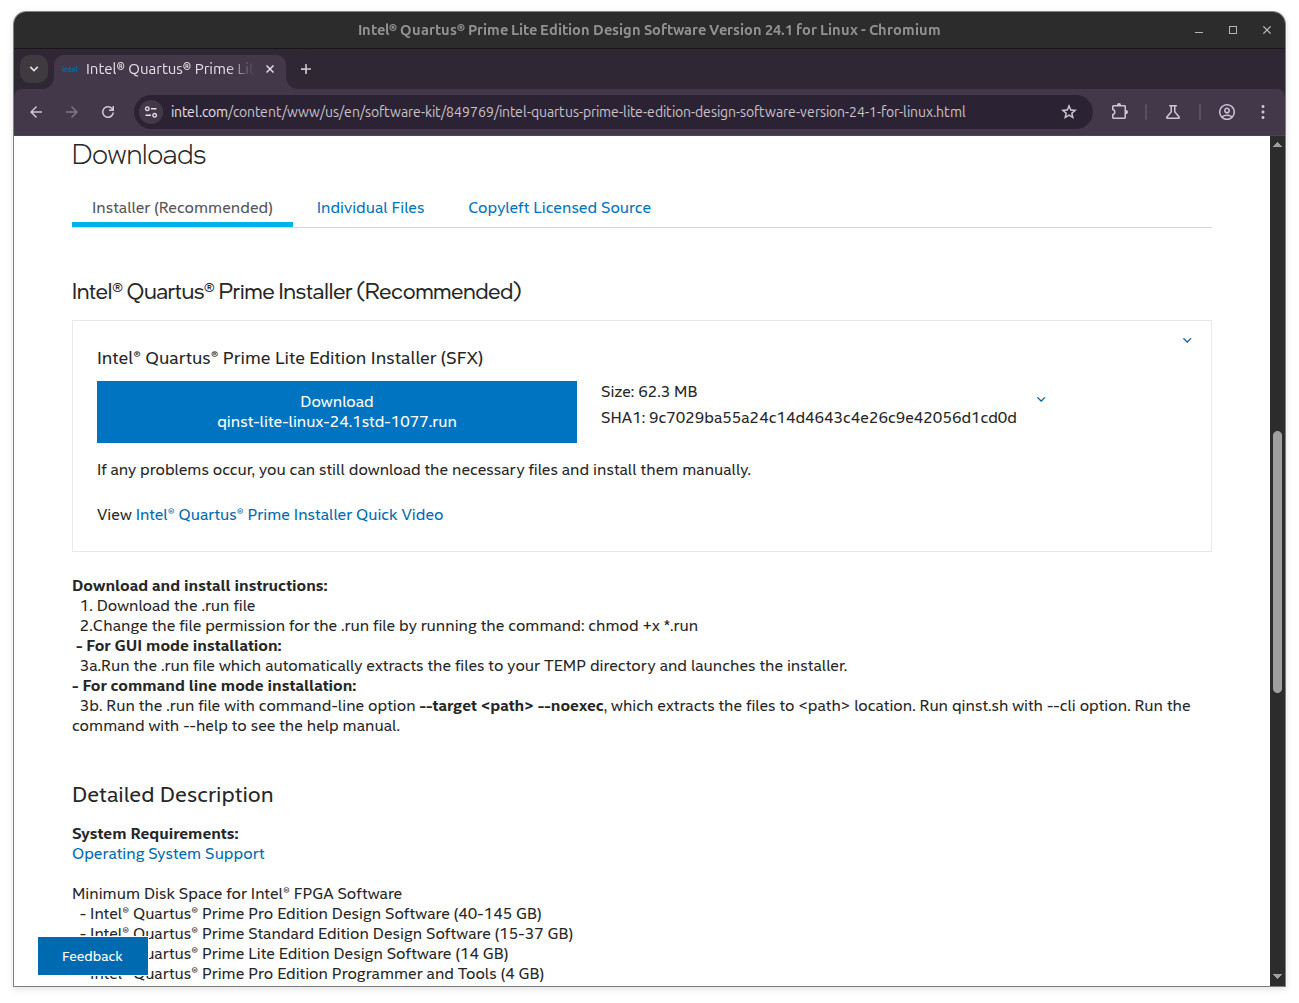 Intel® Quartus® Prime Lite Edition Design Software Version 24.1 for Linux - Chromium
Intel® Quartus® Prime Li
intel.com/content/www/us/en/software-kit/849769/intel-quartus-prime-lite-edition-design-software-version-24-1-for-linux.html
Downloads
Installer (Recommended)
Individual Files
Copyleft Licensed Source
Intel® Quartus® Prime Installer (Recommended)
Intel® Quartus® Prime Lite Edition Installer (SFX)
Download
qinst-lite-linux-24.1std-1077.run
Size: 62.3 MB
SHA1: 9c7029ba55a24c14d4643c4e26c9e42056d1cd0d
If any problems occur, you can still download the necessary files and install them manually.
View Intel® Quartus® Prime Installer Quick Video
Download and install instructions:
1. Download the .run file
2.Change the file permission for the .run file by running the command: chmod +x *.run
- For GUI mode installation:
3a.Run the .run file which automatically extracts the files to your TEMP directory and launches the installer.
- For command line mode installation:
3b. Run the .run file with command-line option --target <path> --noexec, which extracts the files to <path> location. Run qinst.sh with --cli option. Run the
command with --help to see the help manual.
Detailed Description
System Requirements:
Operating System Support
Minimum Disk Space for Intel® FPGA Software
- Intel® Quartus® Prime Pro Edition Design Software (40-145 GB)
- Intel® Quartus® Prime Standard Edition Design Software (15-37 GB)
uartus® Prime Lite Edition Design Software (14 GB)
- Intel® Quartus® Prime Pro Edition Programmer and Tools (4 GB)
Feedback